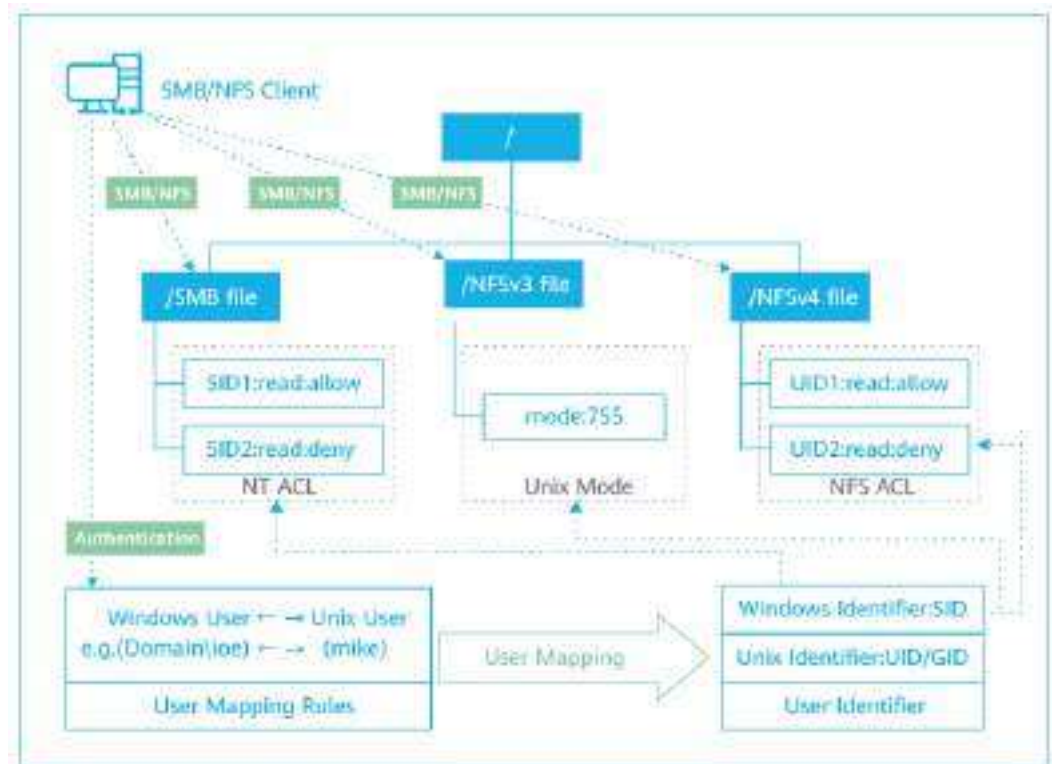 SMB/NFS Client
/
SMB/NFS
SMB/NFS
SMB/NFS
/SMB file
/NFSv3 file
/NFSv4 file
SID1:read:allow
SID2:read:deny
NT ACL
mode:755
Unix Mode
UID1:read:allow
UID2:read:deny
NFS ACL
Authentication
Windows User ← → Unix User
e.g.(Domain\joe) ← → (mike)
User Mapping Rules
User Mapping
Windows Identifier:SID
Unix Identifier:UID/GID
User Identifier